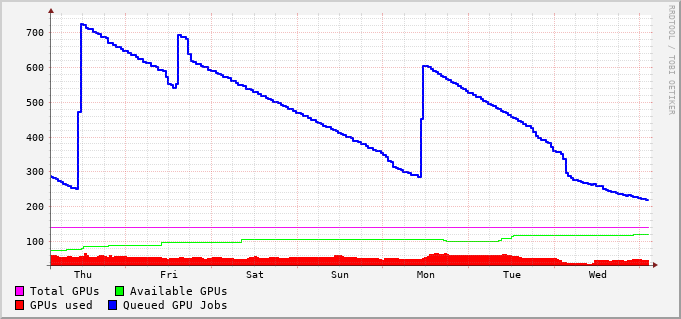 700
600
500
400
300
200
100
Thu Fri Sat Sun Mon Tue Wed
Total GPUs Available GPUs
GPUs used Queued GPU Jobs
RRDTOOL / TOBI OETIKER